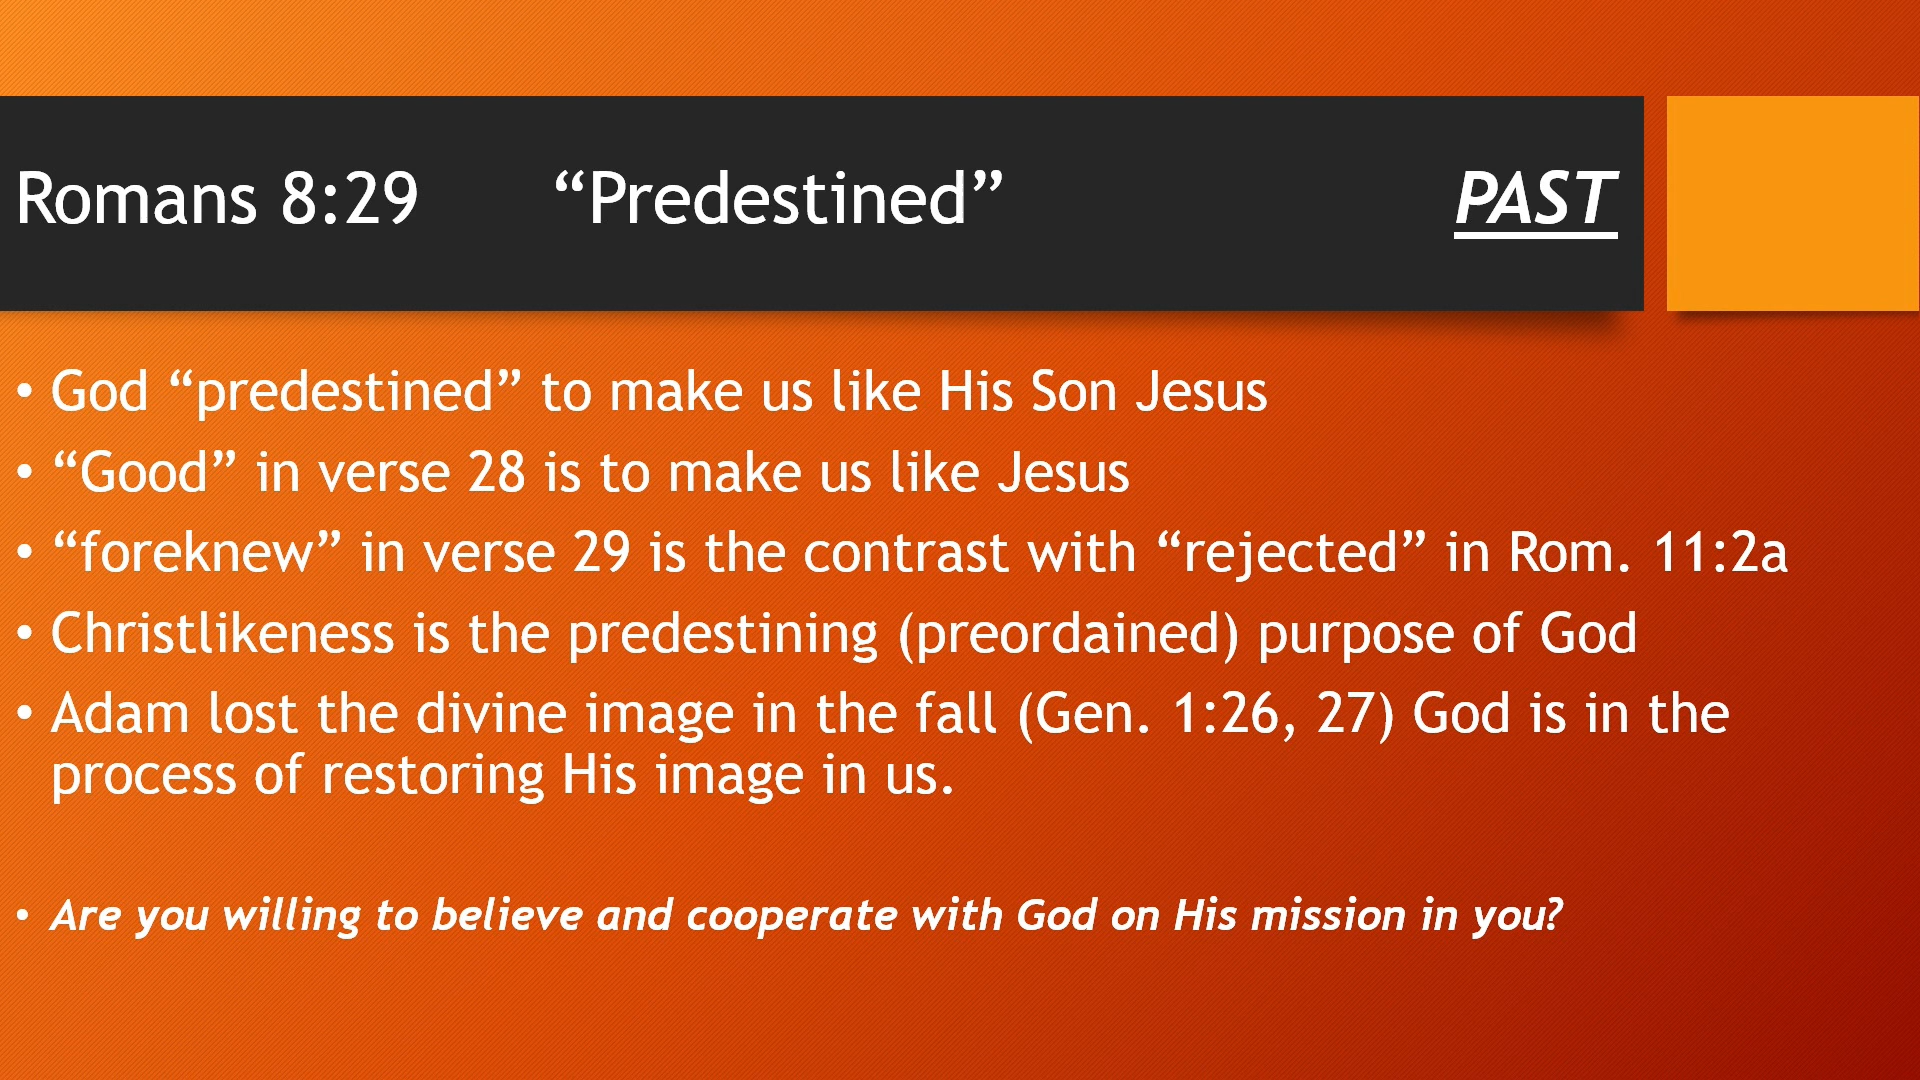 Romans 8:29 “Predestined” PAST
• God “predestined” to make us like His Son Jesus
• “Good” in verse 28 is to make us like Jesus
• “foreknew” in verse 29 is the contrast with “rejected” in Rom. 11:2a
• Christlikeness is the predestining (preordained) purpose of God
• Adam lost the divine image in the fall (Gen. 1:26, 27) God is in the
process of restoring His image in us.
• Are you willing to believe and cooperate with God on His mission in you?